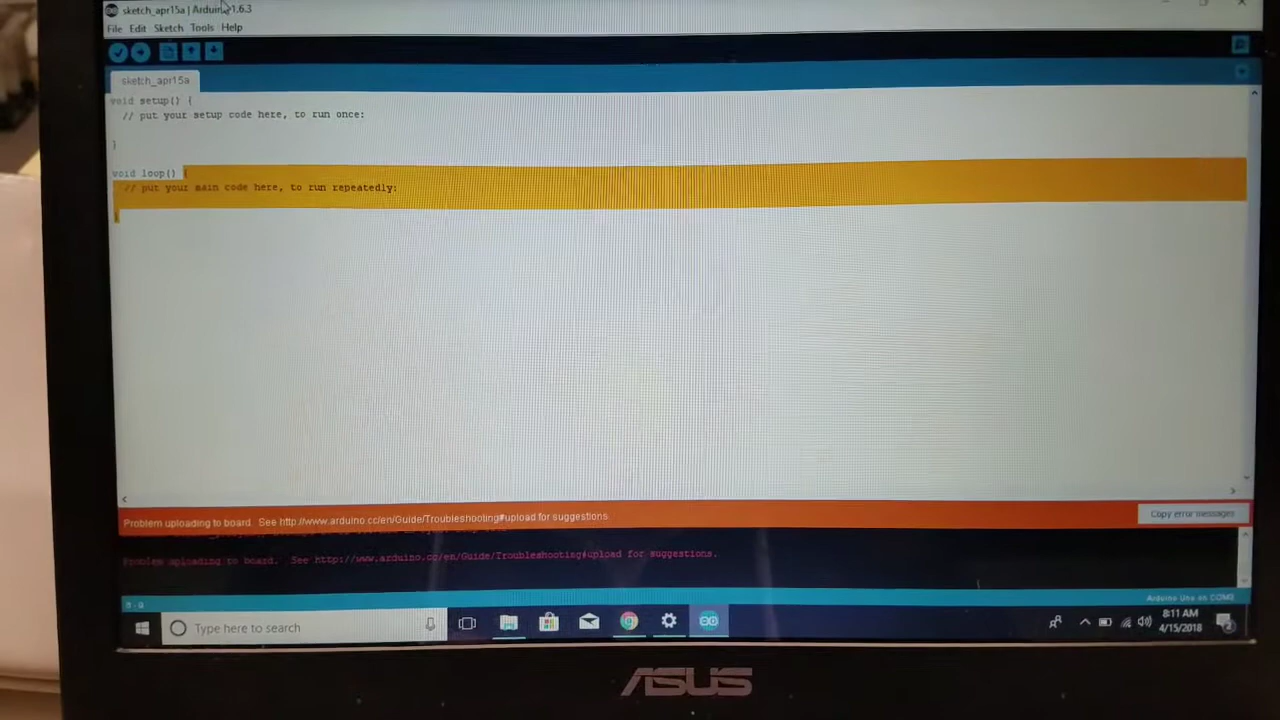 sketch_apr15a | Arduino 1.6.3
File Edit Sketch Tools Help
sketch_apr15a
void setup() {
// put your setup code here, to run once:
}
void loop() {
// put your main code here, to run repeatedly:
}
Problem uploading to board. See http://www.arduino.cc/en/Guide/Troubleshooting#upload for suggestions.
Copy error messages
Problem uploading to board. See http://www.arduino.cc/en/Guide/Troubleshooting#upload for suggestions.
Arduino Uno on
Type here to search
8:11 AM
4/15/2018
ASUS